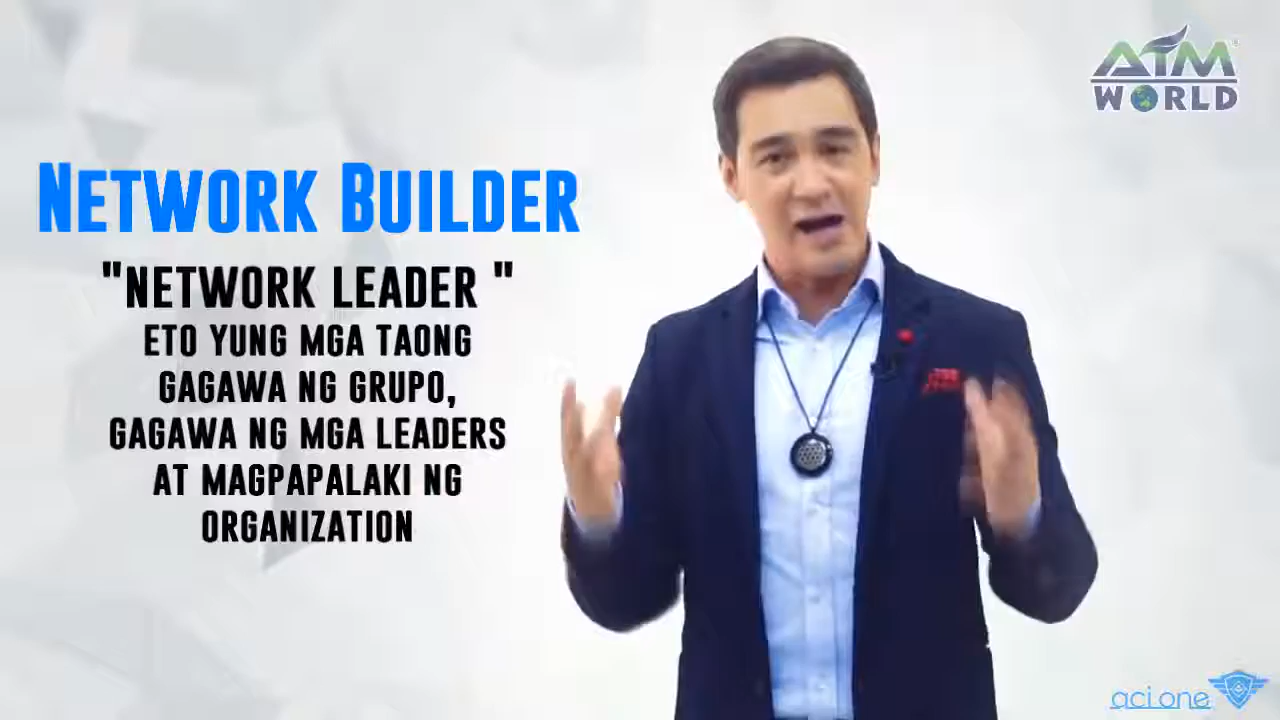 AIM
WORLD
NETWORK BUILDER
"NETWORK LEADER "
ETO YUNG MGA TAONG
GAGAWA NG GRUPO,
GAGAWA NG MGA LEADERS
AT MAGPAPALAKI NG
ORGANIZATION
aci.one